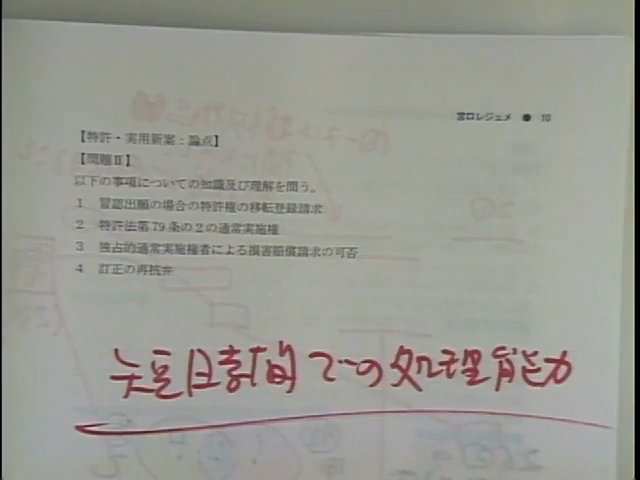 宮口レジュメ ● 10
【特許・実用新案：論点】
【問題Ⅱ】
以下の事項についての知識及び理解を問う。
1 冒認出願の場合の特許権の移転登録請求
2 特許法第79条の2の通常実施権
3 独占的通常実施権者による損害賠償請求の可否
4 訂正の再抗弁
短日時的での処理能力